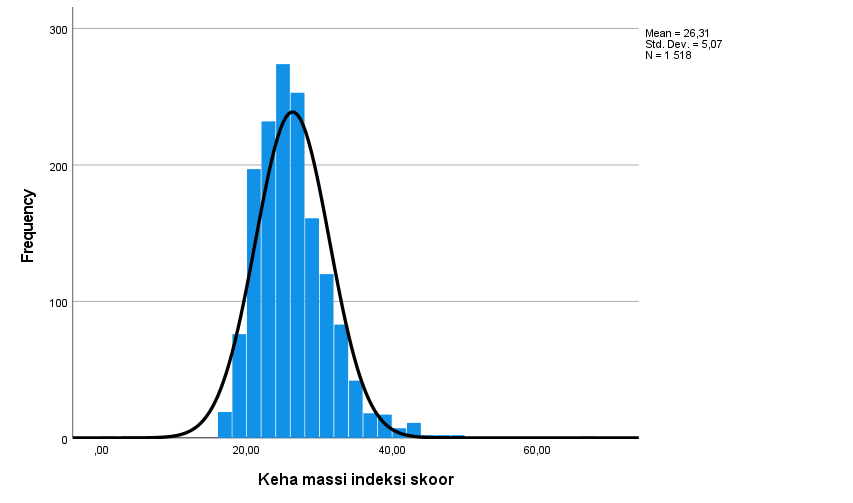 300
200
100
0
Frequency
,00
20,00
40,00
60,00
Keha massi indeksi skoor
Mean = 26,31
Std. Dev. = 5,07
N = 1 518